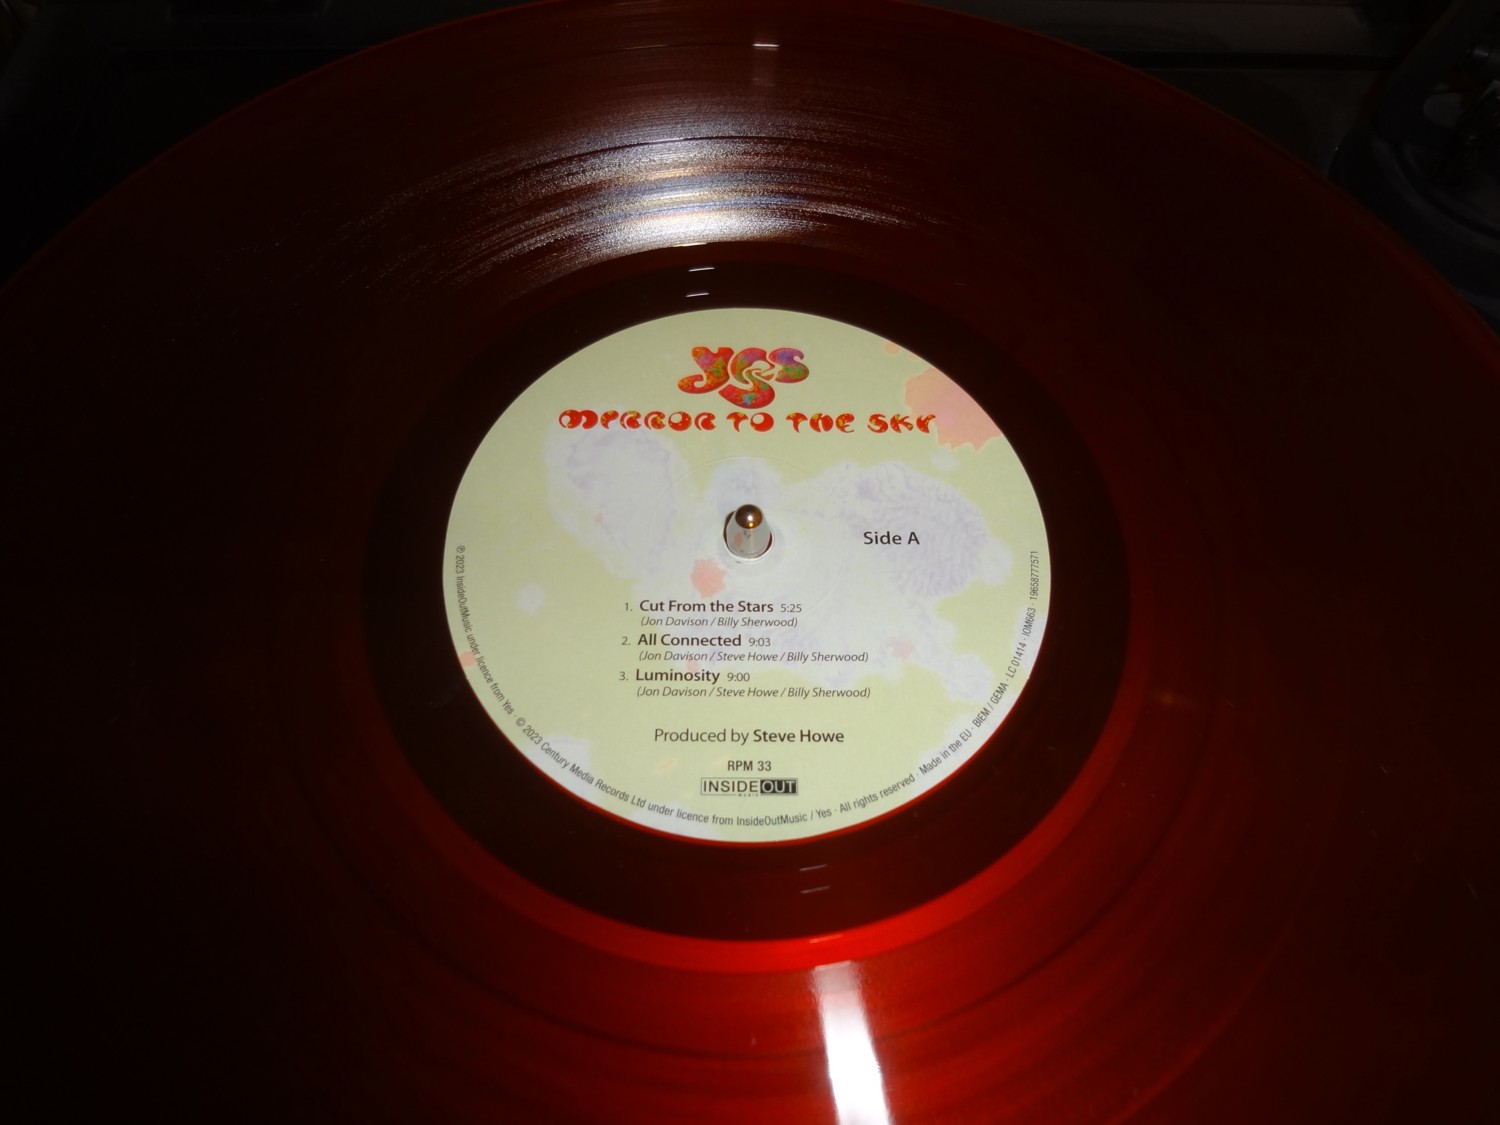 YES
MIRROR TO THE SKY
Side A
1. Cut From the Stars 5:25
(Jon Davison / Billy Sherwood)
2. All Connected 9:03
(Jon Davison / Steve Howe / Billy Sherwood)
3. Luminosity 9:00
(Jon Davison / Steve Howe / Billy Sherwood)
Produced by Steve Howe
RPM 33
INSIDEOUT
MUSIC
℗ 2023 InsideOutMusic under licence from Yes · © 2023 Century Media Records Ltd under licence from InsideOutMusic / Yes · All rights reserved · Made in the EU · BIEM / GEMA · LC 01414 · IOM663 · 19658777571